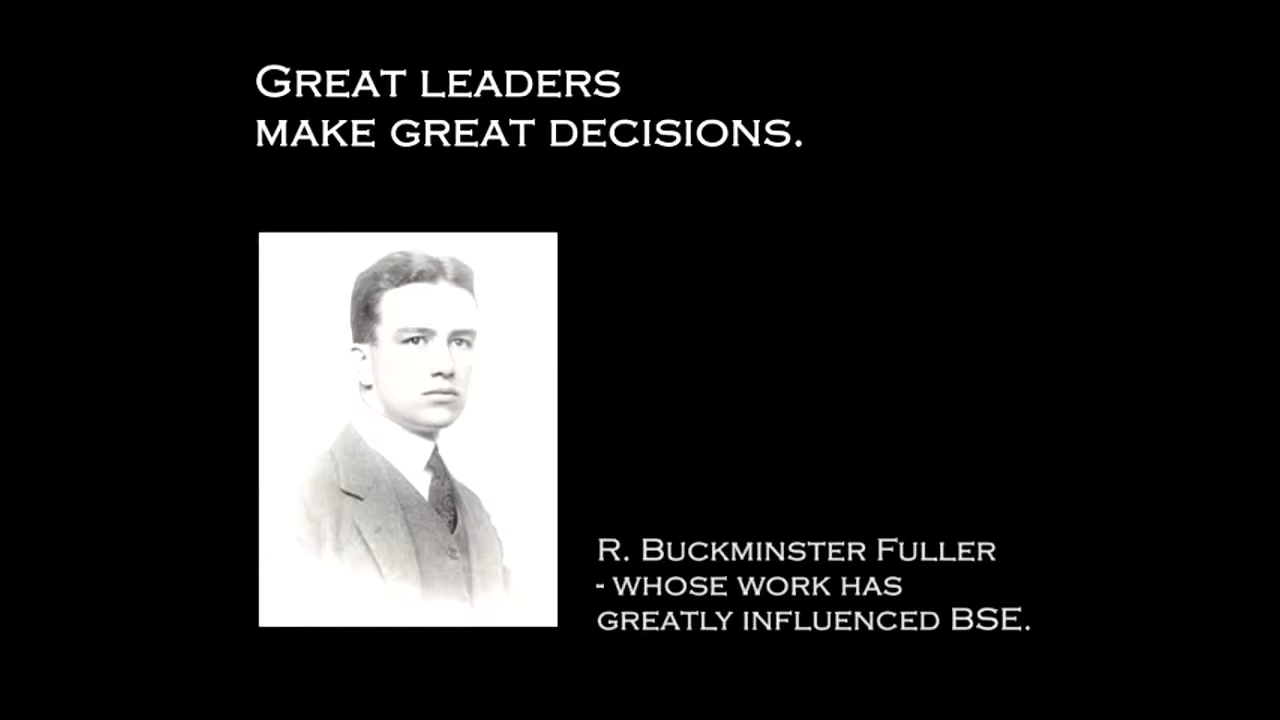 Great leaders
make great decisions.
R. Buckminster Fuller
- whose work has
greatly influenced BSE.